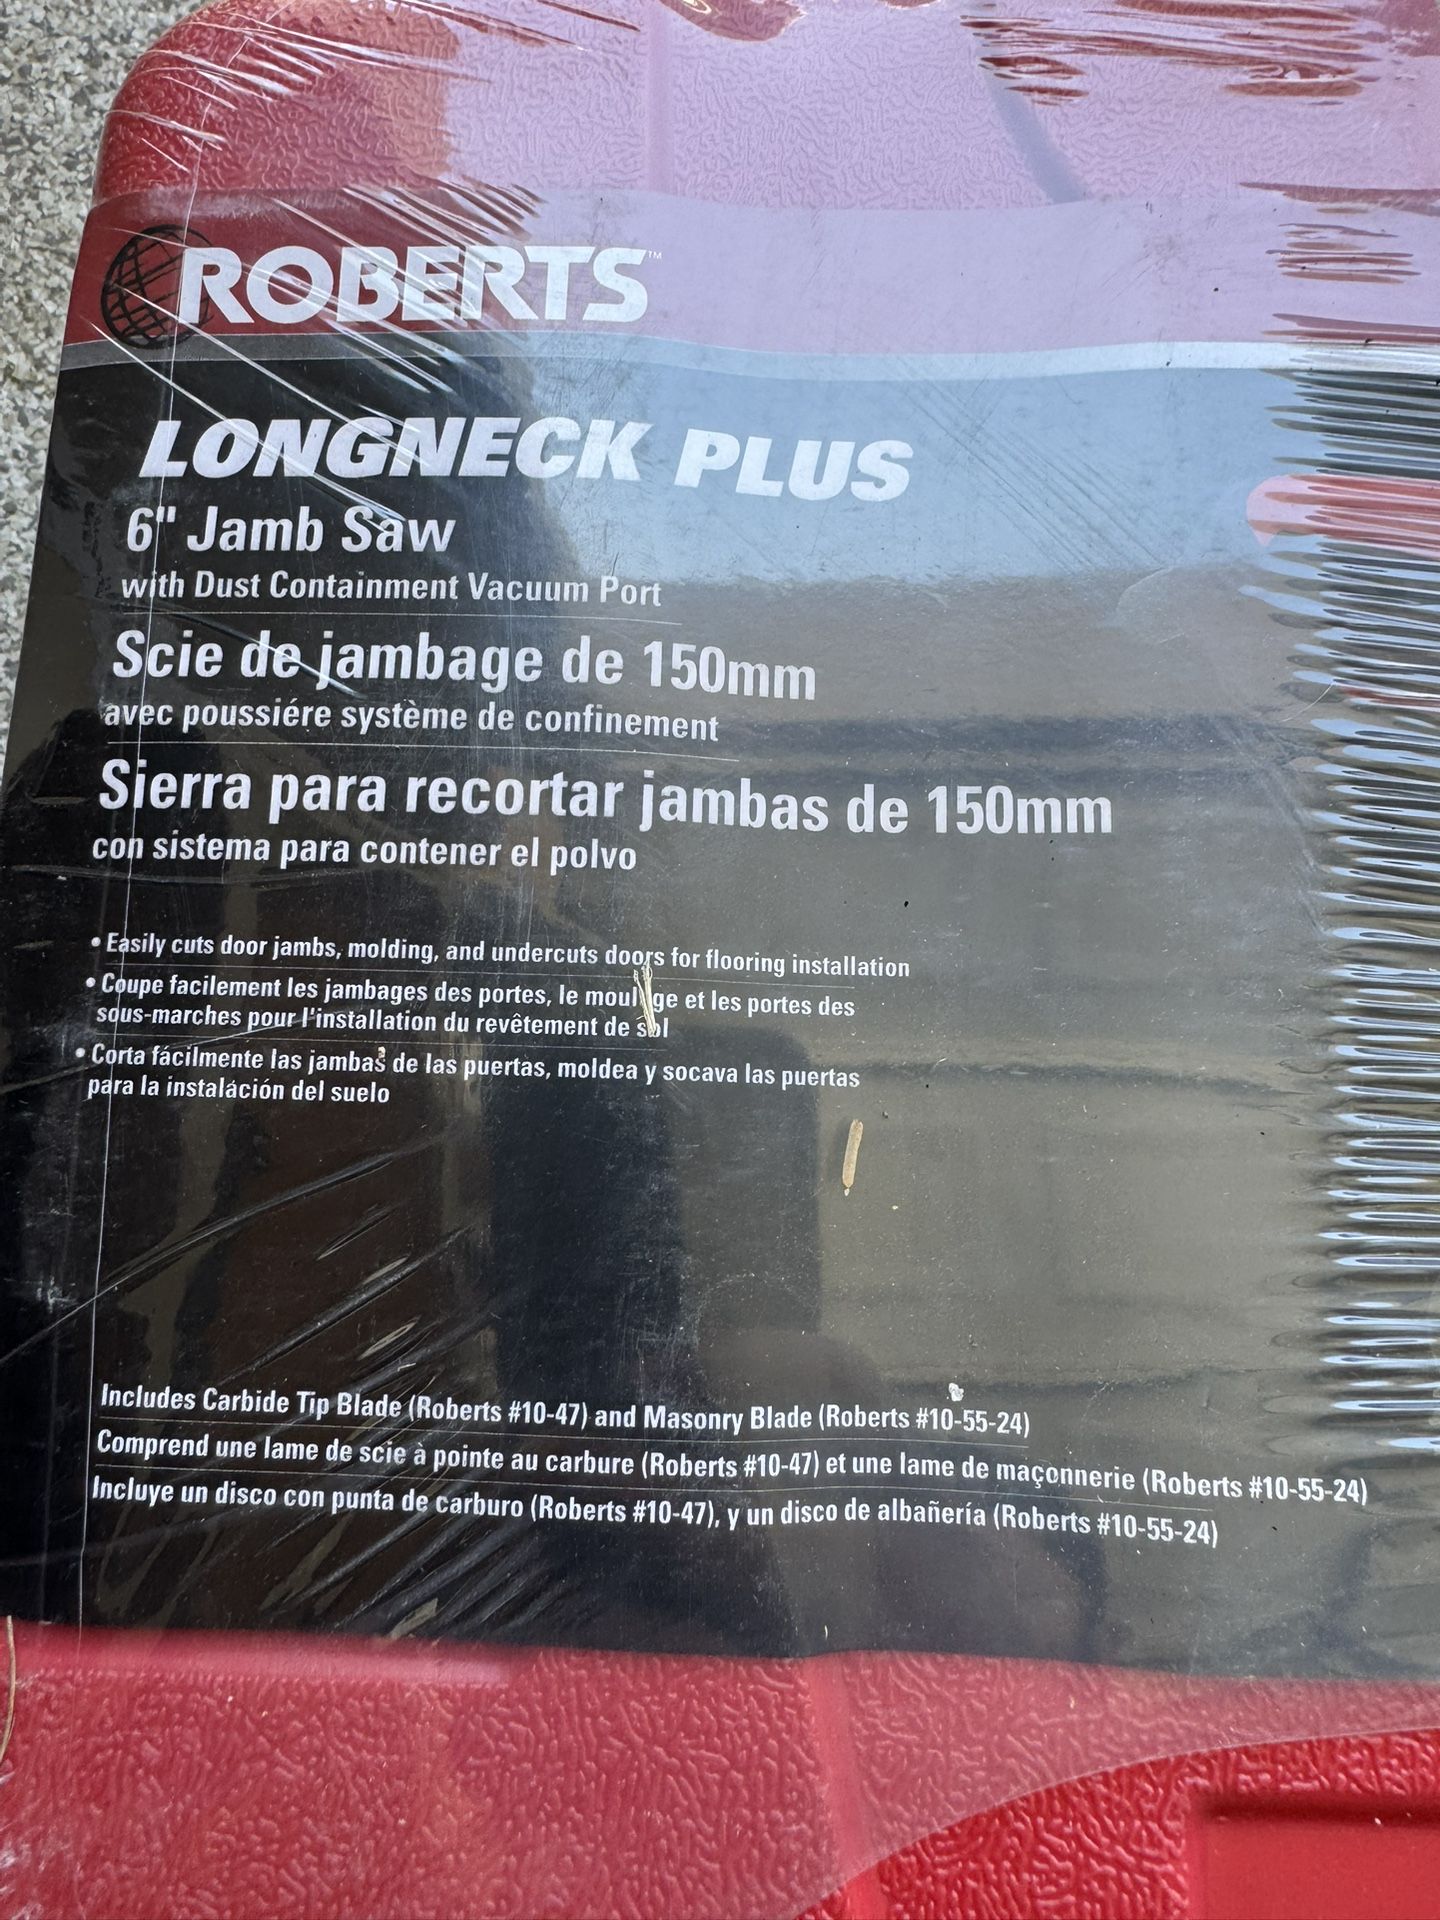 ROBERTS™
LONGNECK PLUS
6" Jamb Saw
with Dust Containment Vacuum Port
Scie de jambage de 150mm
avec poussiére système de confinement
Sierra para recortar jambas de 150mm
con sistema para contener el polvo
• Easily cuts door jambs, molding, and undercuts doors for flooring installation
• Coupe facilement les jambages des portes, le moulage et les portes des
sous-marches pour l'installation du revêtement de sol
• Corta fácilmente las jambas de las puertas, moldea y socava las puertas
para la instalación del suelo
Includes Carbide Tip Blade (Roberts #10-47) and Masonry Blade (Roberts #10-55-24)
Comprend une lame de scie à pointe au carbure (Roberts #10-47) et une lame de maçonnerie (Roberts #10-55-24)
Incluye un disco con punta de carburo (Roberts #10-47), y un disco de albañería (Roberts #10-55-24)